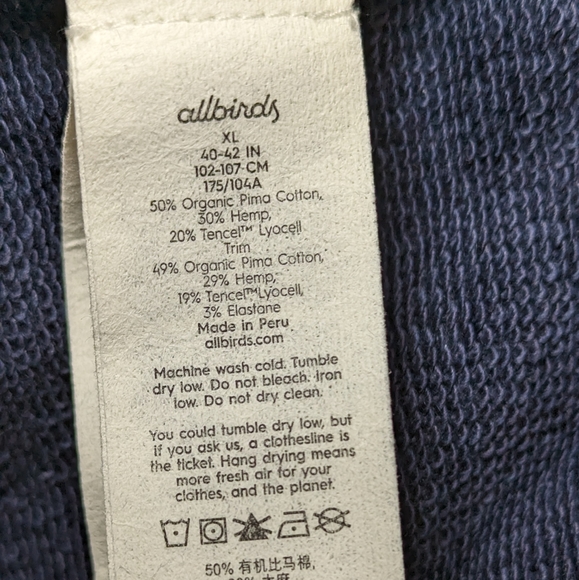 allbirds
XL
40-42 IN
102-107 CM
175/104A
50% Organic Pima Cotton,
30% Hemp,
20% Tencel™ Lyocell
Trim
49% Organic Pima Cotton,
29% Hemp,
19% Tencel™Lyocell,
3% Elastane
Made in Peru
allbirds.com
Machine wash cold. Tumble
dry low. Do not bleach. Iron
low. Do not dry clean.
You could tumble dry low, but
if you ask us, a clothesline is
the ticket. Hang drying means
more fresh air for your
clothes, and the planet.
50% 有机比马棉,